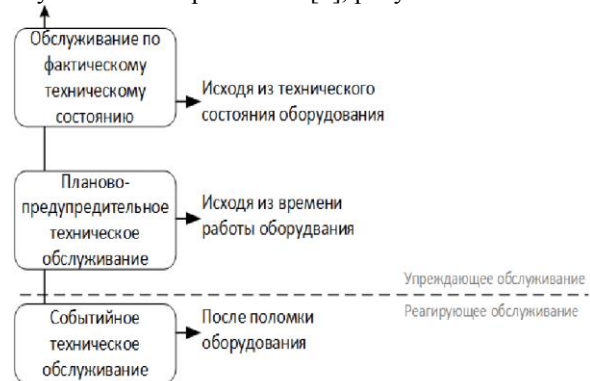 Обслуживание по
фактическому
техническому
состоянию
Исходя из технического
состояния оборудования
Планово-
предупредительное
техническое
обслуживание
Исходя из времени
работы оборудвания
Упреждающее обслуживание
Реагирующее обслуживание
Событийное
техническое
обслуживание
После поломки
оборудования